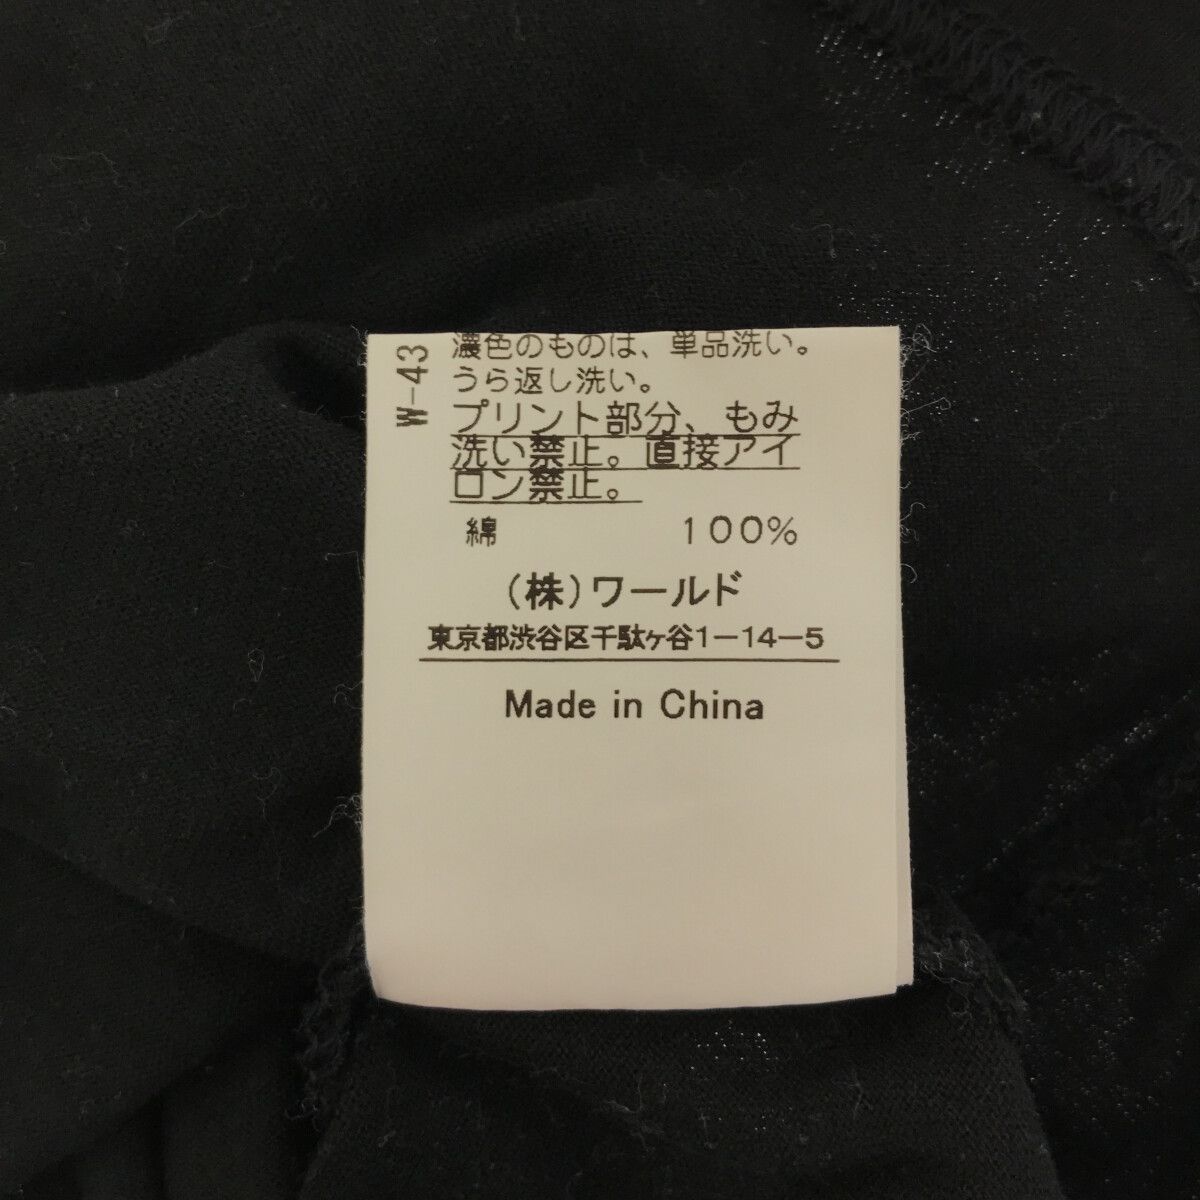 W-43
濃色のものは、単品洗い。
うら返し洗い。
プリント部分、もみ
洗い禁止。直接アイ
ロン禁止。
綿 100%
(株)ワールド
東京都渋谷区千駄ヶ谷1-14-5
Made in China